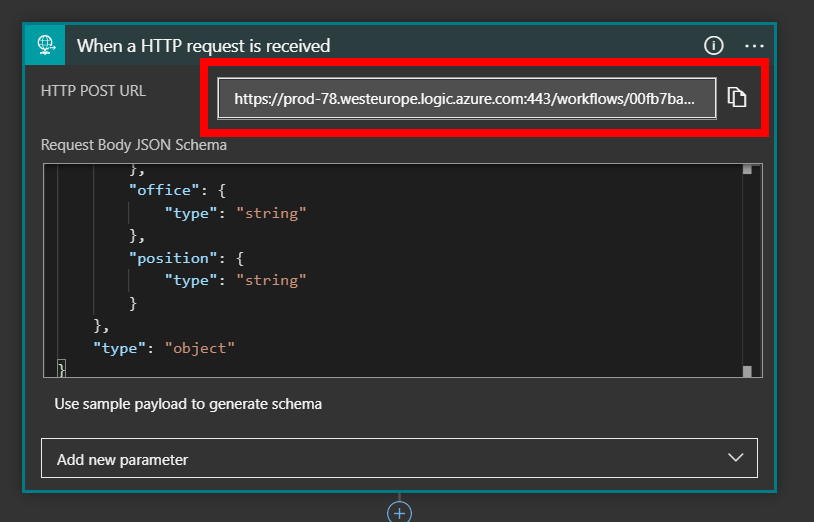 When a HTTP request is received
HTTP POST URL
https://prod-78.westeurope.logic.azure.com:443/workflows/00fb7ba...
Request Body JSON Schema
},
"office": {
"type": "string"
},
"position": {
"type": "string"
}
},
"type": "object"
}
Use sample payload to generate schema
Add new parameter